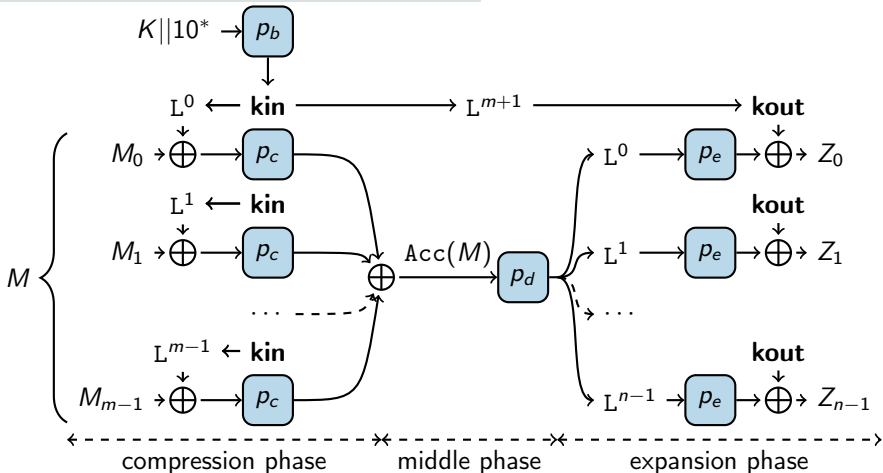 K||10* p_b
L^0 kin L^{m+1} kout
M_0 p_c L^0 p_e Z_0
L^1 kin kout
M_1 p_c L^1 p_e Z_1
M Acc(M) p_d
··· ···
L^{m−1} kin kout
M_{m−1} p_c L^{n−1} p_e Z_{n−1}
compression phase middle phase expansion phase